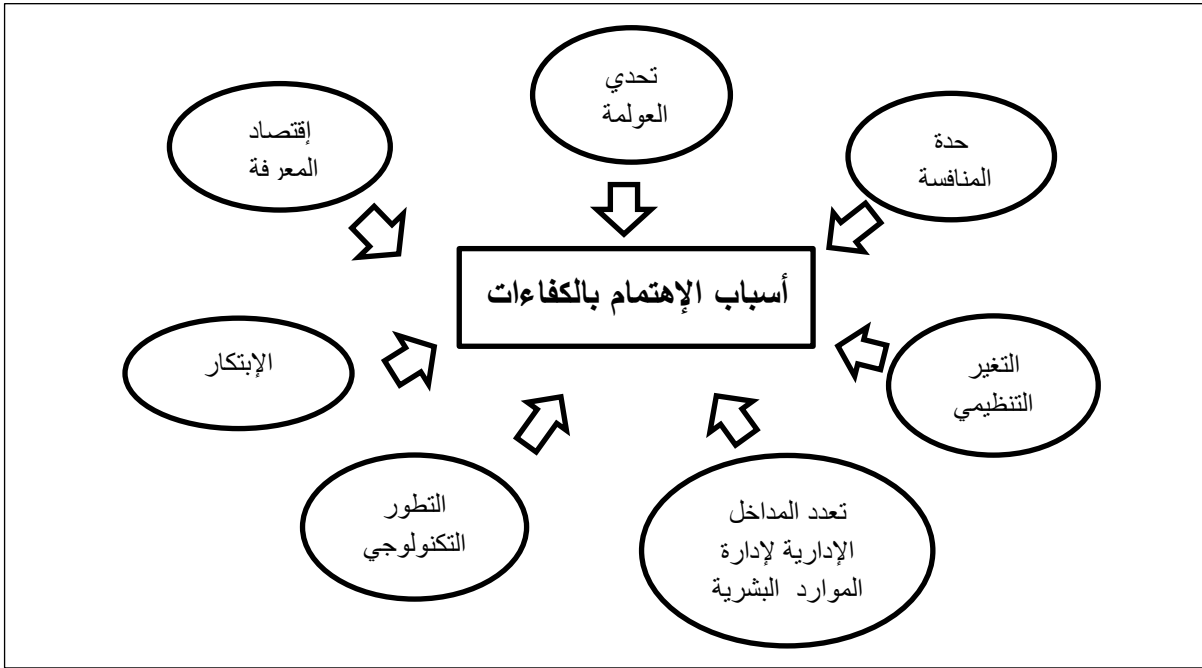 تحدي
العولمة
حدة
المنافسة
إقتصاد
المعرفة
أسباب الإهتمام بالكفاءات
التغير
التنظيمي
الإبتكار
تعدد المداخل
الإدارية لإدارة
الموارد البشرية
التطور
التكنولوجي